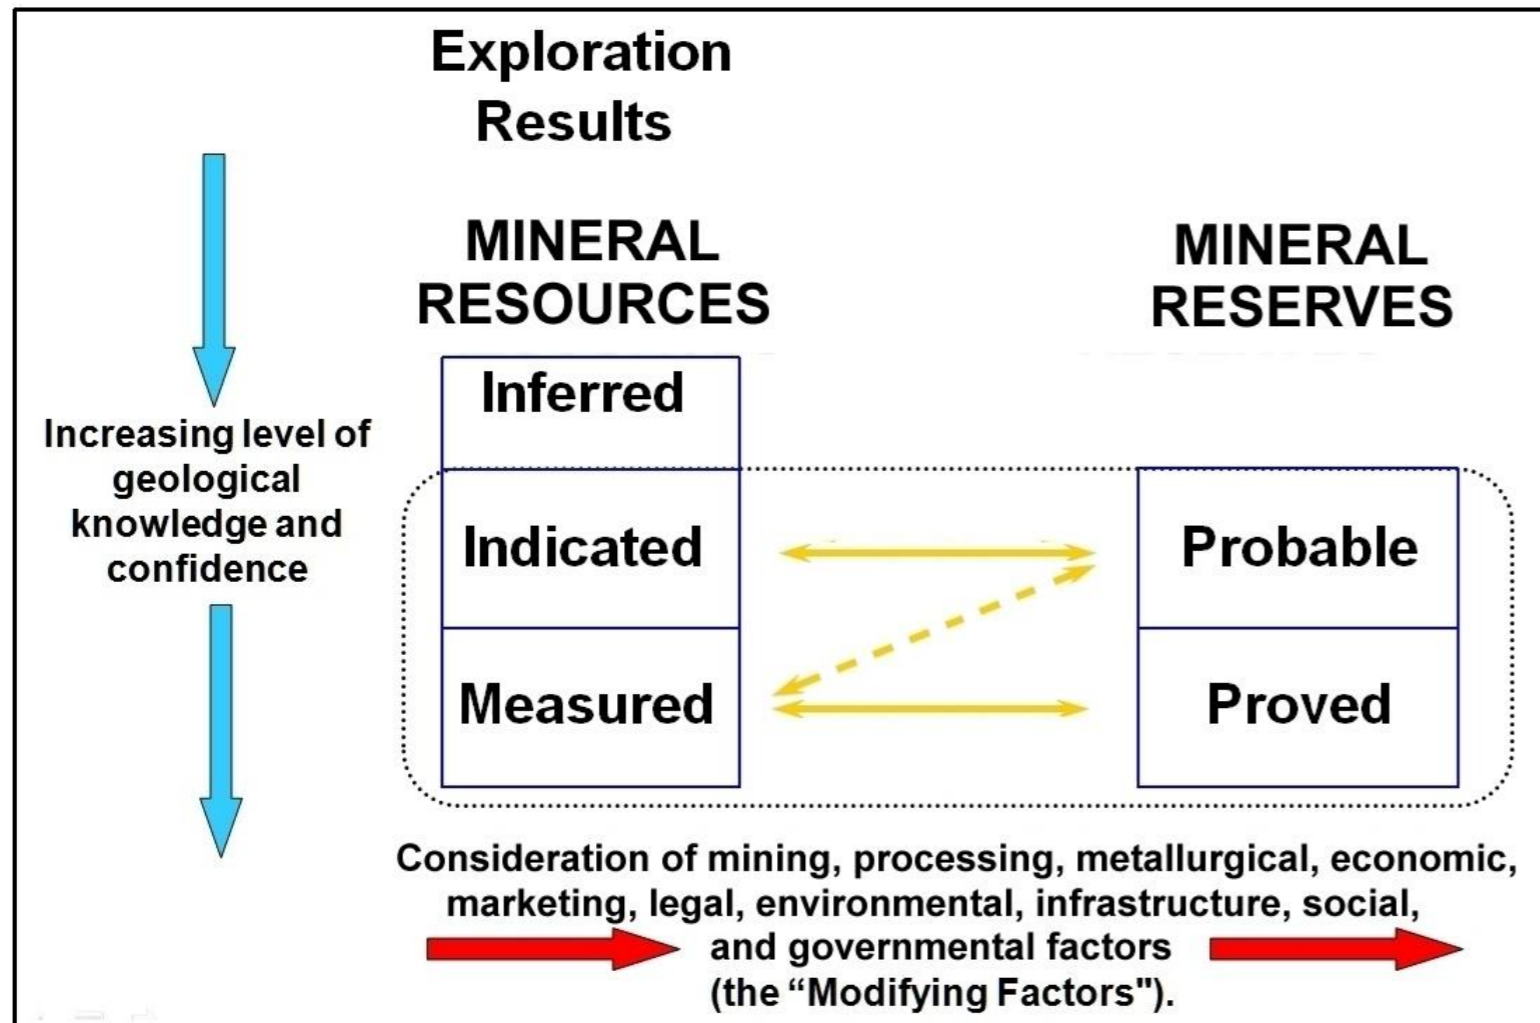 Exploration
Results
MINERAL
RESOURCES
MINERAL
RESERVES
Inferred
Increasing level of
geological
knowledge and
confidence
Indicated
Probable
Measured
Proved
Consideration of mining, processing, metallurgical, economic,
marketing, legal, environmental, infrastructure, social,
and governmental factors
(the “Modifying Factors").